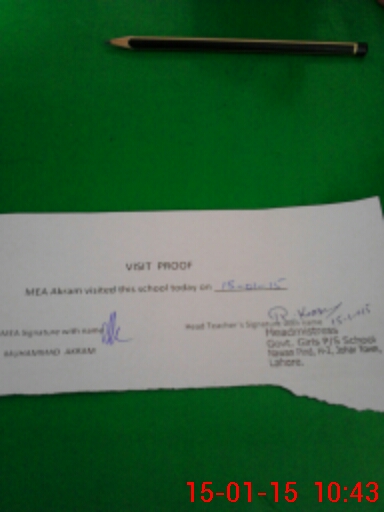 VISIT PROOF
MEA Akram visited this school today on 15-01-15
MEA Signature with name
Head Teacher's Signature with name 15-1-15
MUHAMMAD AKRAM
Headmistress
Govt. Girls P/S School
Nawan Pind, H-2, Johar Town,
Lahore.
15-01-15 10:43